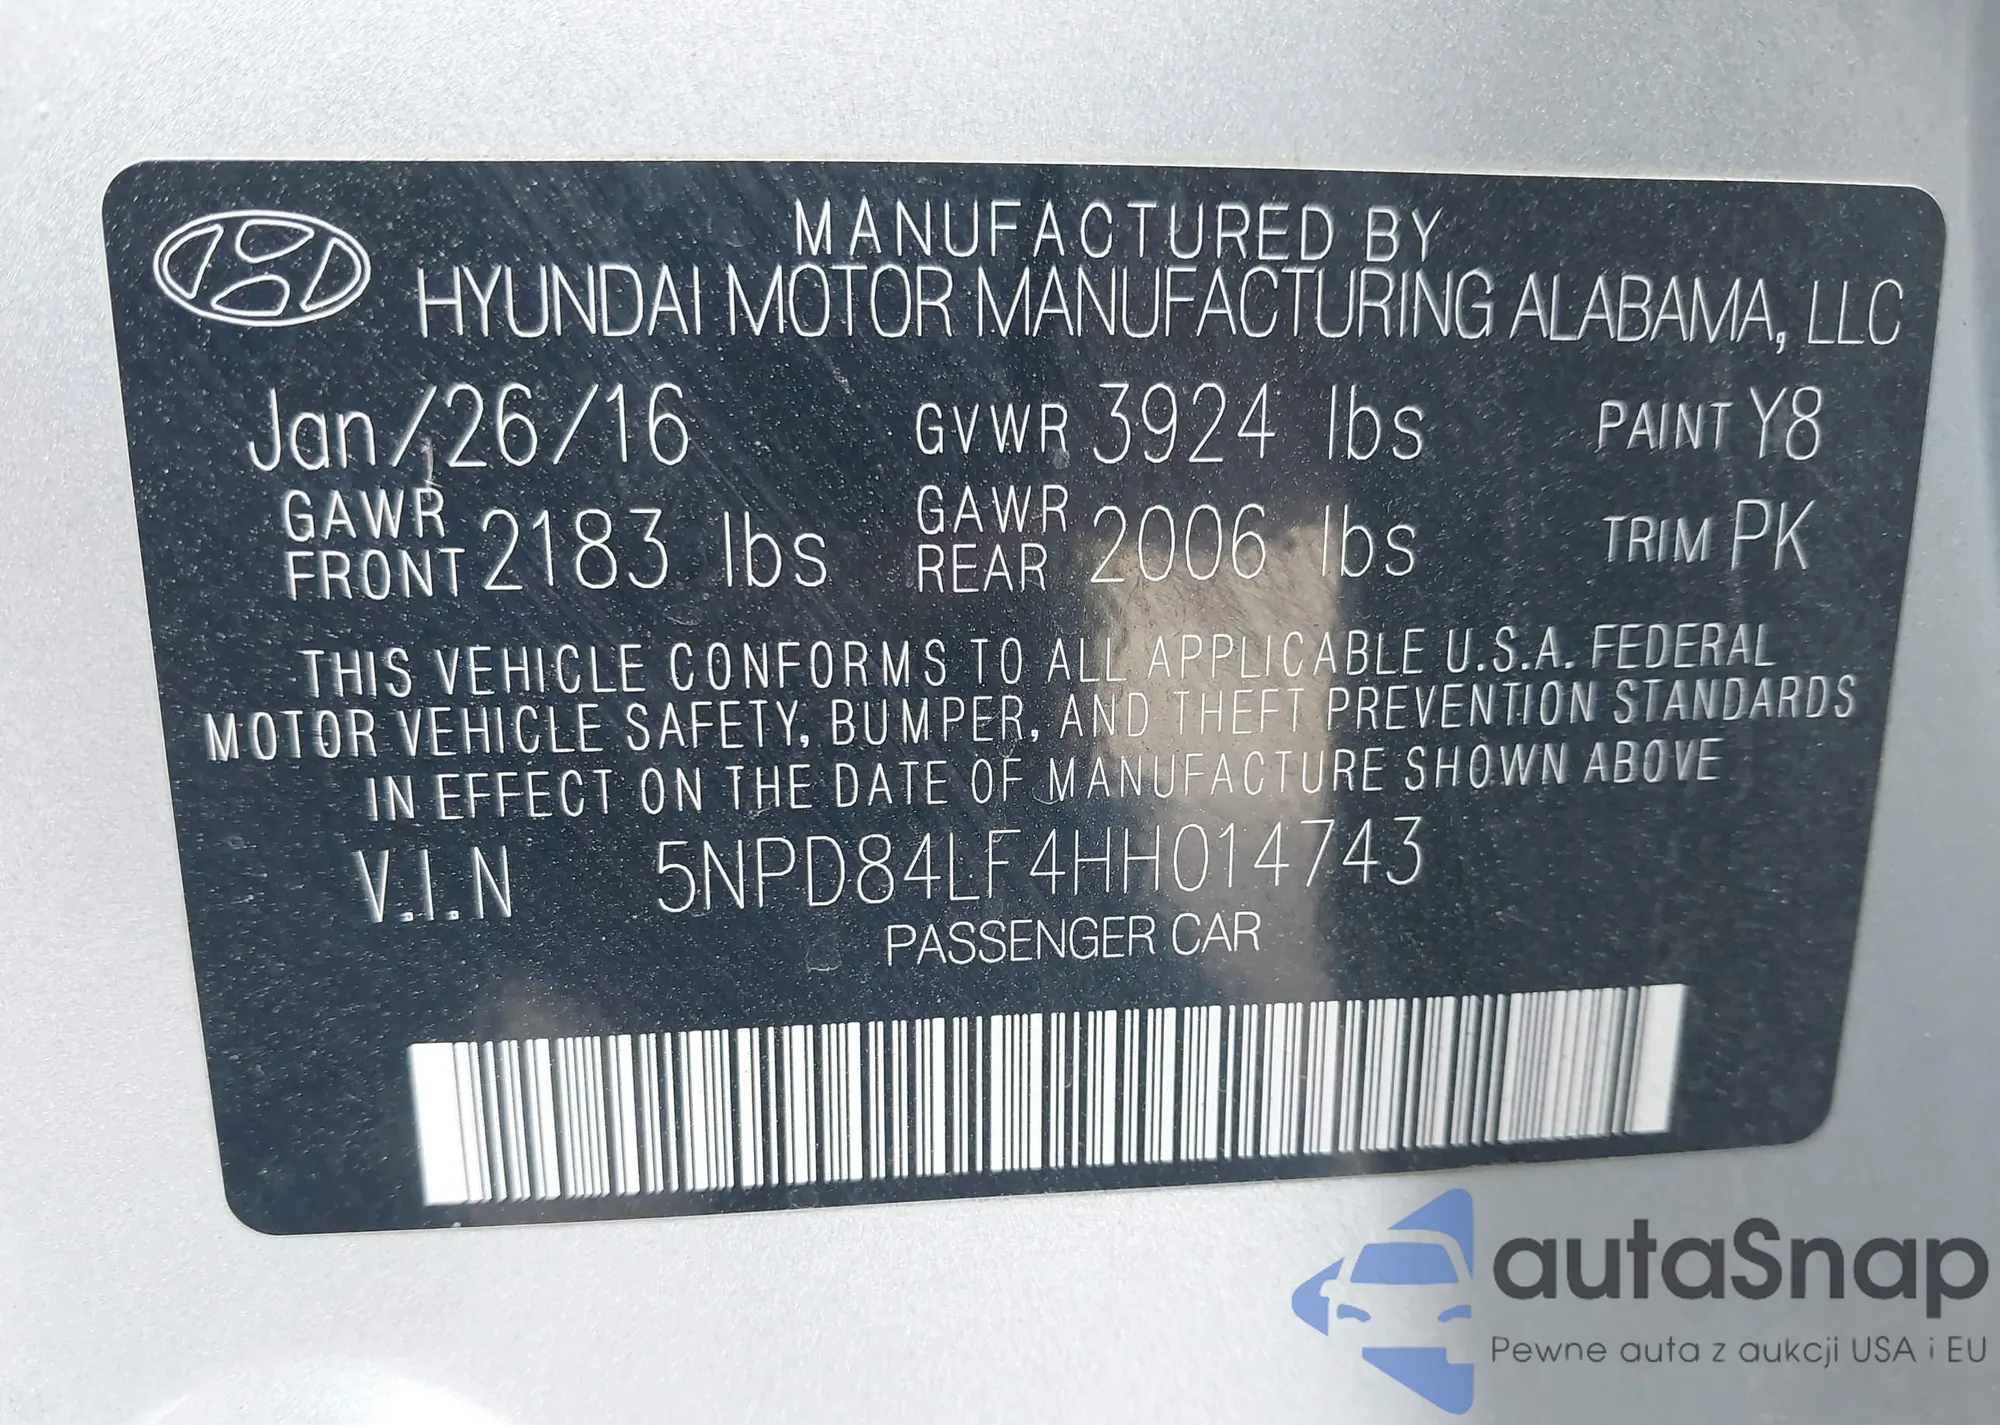 MANUFACTURED BY
HYUNDAI MOTOR MANUFACTURING ALABAMA, LLC
Jan/26/16 GVWR 3924 lbs PAINT Y8
GAWR FRONT 2183 lbs GAWR REAR 2006 lbs TRIM PK
THIS VEHICLE CONFORMS TO ALL APPLICABLE U.S.A. FEDERAL
MOTOR VEHICLE SAFETY, BUMPER, AND THEFT PREVENTION STANDARDS
IN EFFECT ON THE DATE OF MANUFACTURE SHOWN ABOVE
V.I.N 5NPD84LF4HH014743
PASSENGER CAR
autaSnap
Pewne auta z aukcji USA i EU